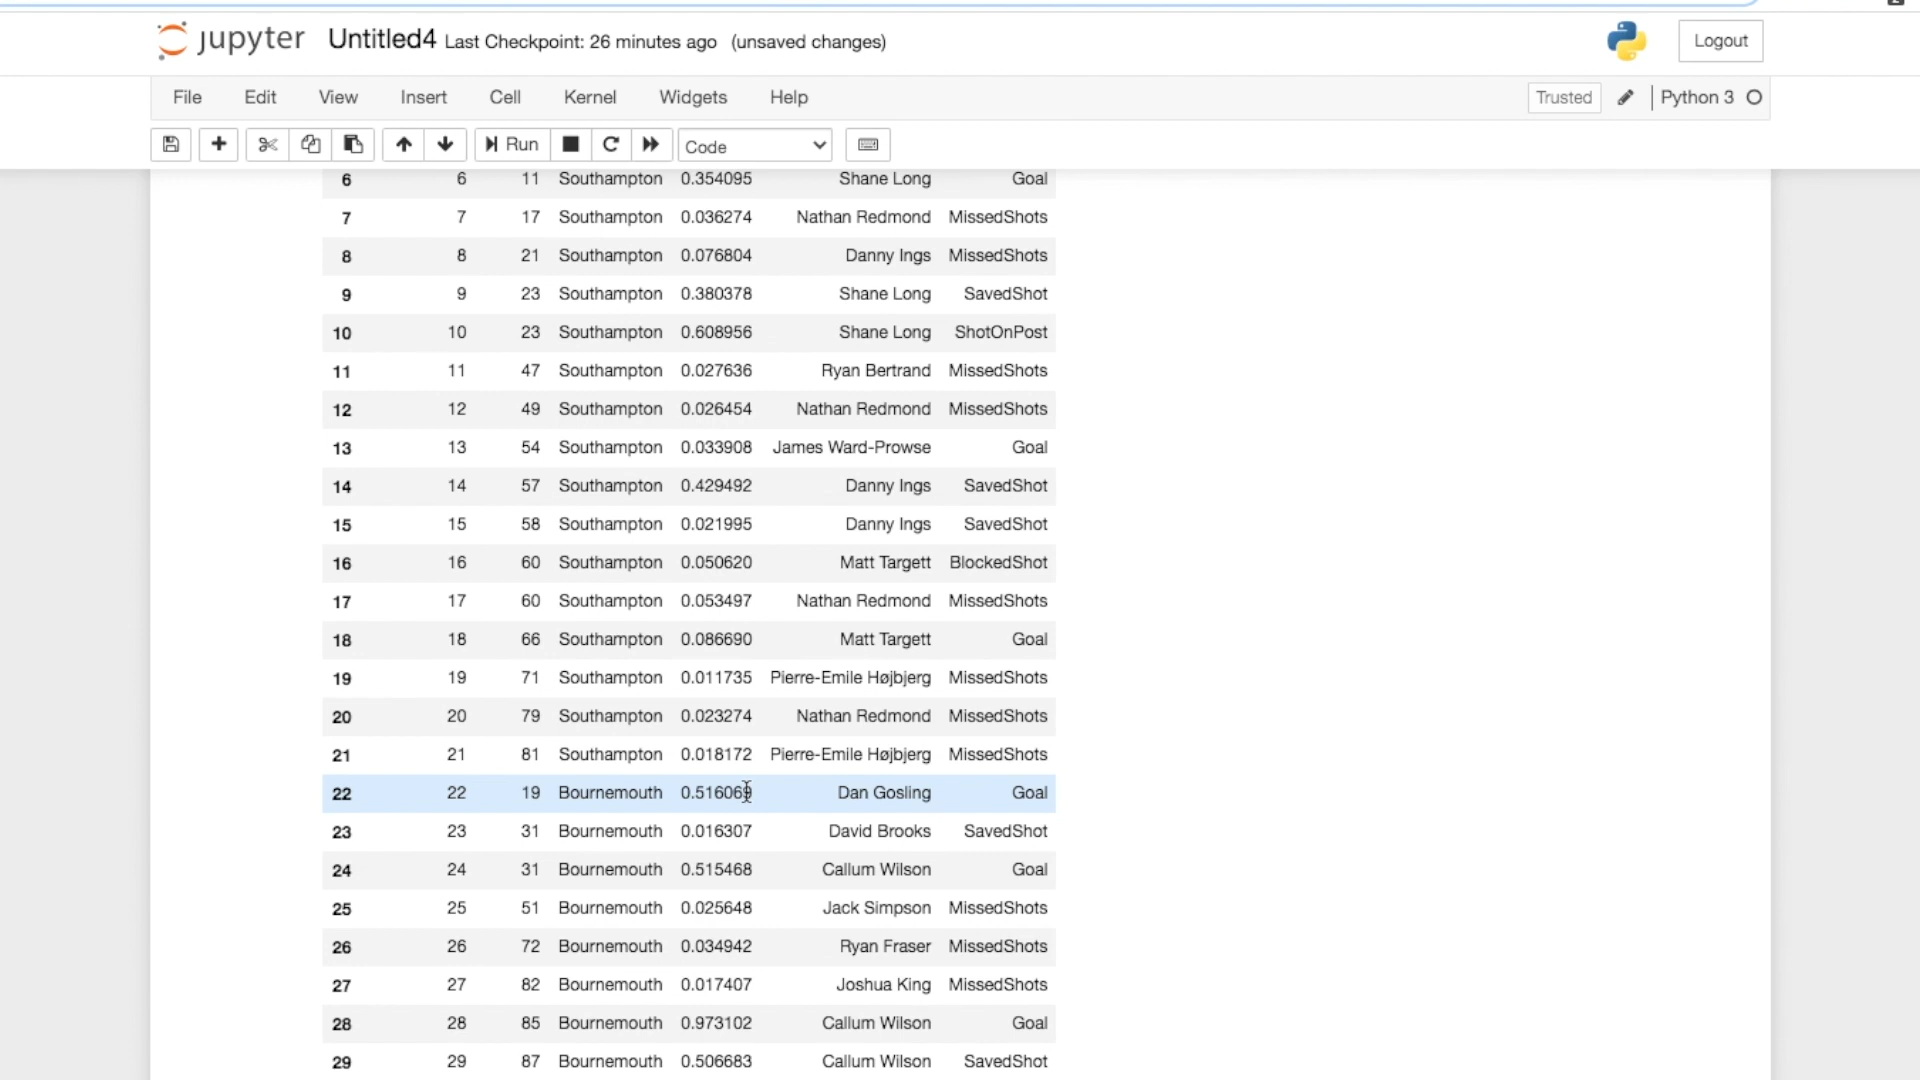 jupyter Untitled4 Last Checkpoint: 26 minutes ago (unsaved changes) Logout
File Edit View Insert Cell Kernel Widgets Help Trusted Python 3
Run Code
6 6 11 Southampton 0.354095 Shane Long Goal
7 7 17 Southampton 0.036274 Nathan Redmond MissedShots
8 8 21 Southampton 0.076804 Danny Ings MissedShots
9 9 23 Southampton 0.380378 Shane Long SavedShot
10 10 23 Southampton 0.608956 Shane Long ShotOnPost
11 11 47 Southampton 0.027636 Ryan Bertrand MissedShots
12 12 49 Southampton 0.026454 Nathan Redmond MissedShots
13 13 54 Southampton 0.033908 James Ward-Prowse Goal
14 14 57 Southampton 0.429492 Danny Ings SavedShot
15 15 58 Southampton 0.021995 Danny Ings SavedShot
16 16 60 Southampton 0.050620 Matt Targett BlockedShot
17 17 60 Southampton 0.053497 Nathan Redmond MissedShots
18 18 66 Southampton 0.086690 Matt Targett Goal
19 19 71 Southampton 0.011735 Pierre-Emile Højbjerg MissedShots
20 20 79 Southampton 0.023274 Nathan Redmond MissedShots
21 21 81 Southampton 0.018172 Pierre-Emile Højbjerg MissedShots
22 22 19 Bournemouth 0.516069 Dan Gosling Goal
23 23 31 Bournemouth 0.016307 David Brooks SavedShot
24 24 31 Bournemouth 0.515468 Callum Wilson Goal
25 25 51 Bournemouth 0.025648 Jack Simpson MissedShots
26 26 72 Bournemouth 0.034942 Ryan Fraser MissedShots
27 27 82 Bournemouth 0.017407 Joshua King MissedShots
28 28 85 Bournemouth 0.973102 Callum Wilson Goal
29 29 87 Bournemouth 0.506683 Callum Wilson SavedShot